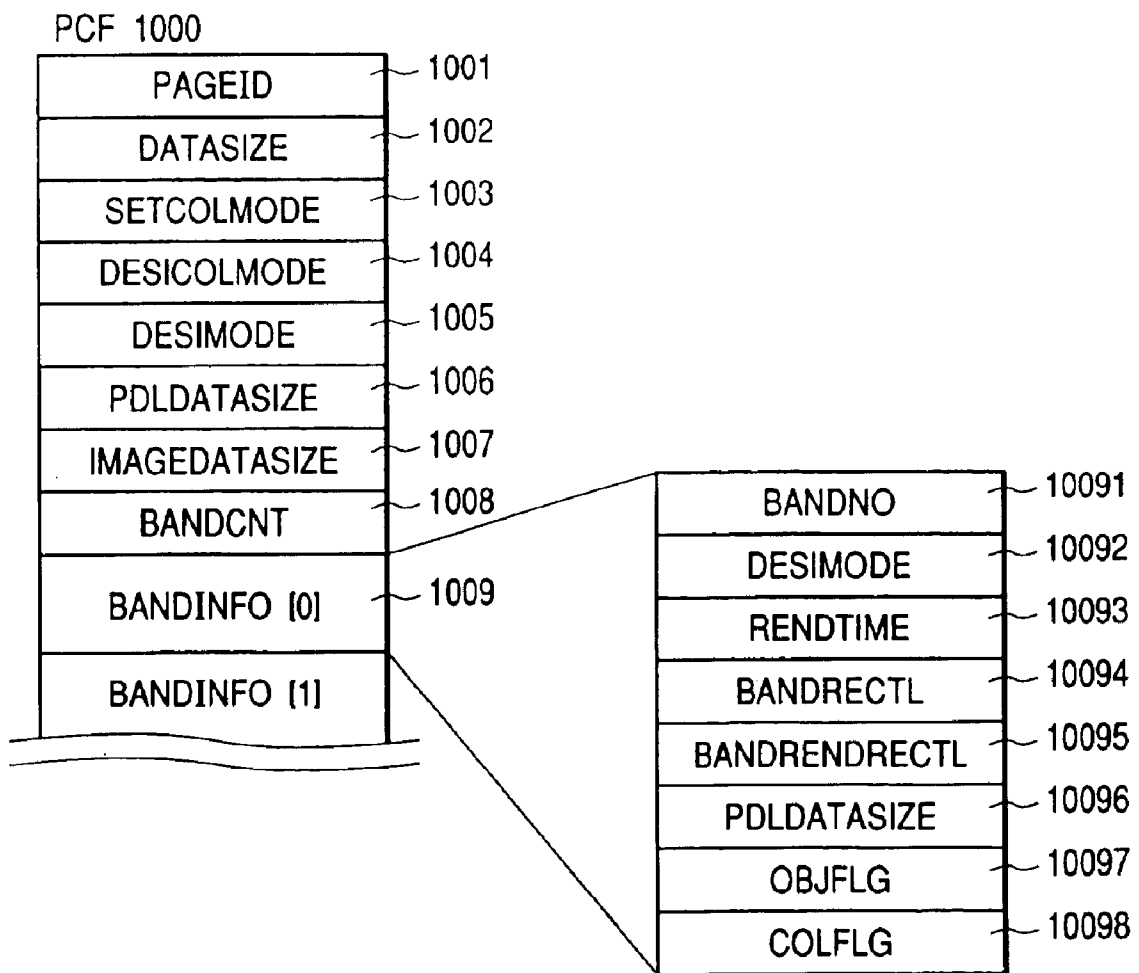 PCF 1000
PAGEID 1001
DATASIZE 1002
SETCOLMODE 1003
DESICOLMODE 1004
DESIMODE 1005
PDLDATASIZE 1006
IMAGEDATASIZE 1007
BANDCNT 1008
BANDINFO [0] 1009
BANDINFO [1]
BANDNO 10091
DESIMODE 10092
RENDTIME 10093
BANDRECTL 10094
BANDRENDRECTL 10095
PDLDATASIZE 10096
OBJFLG 10097
COLFLG 10098